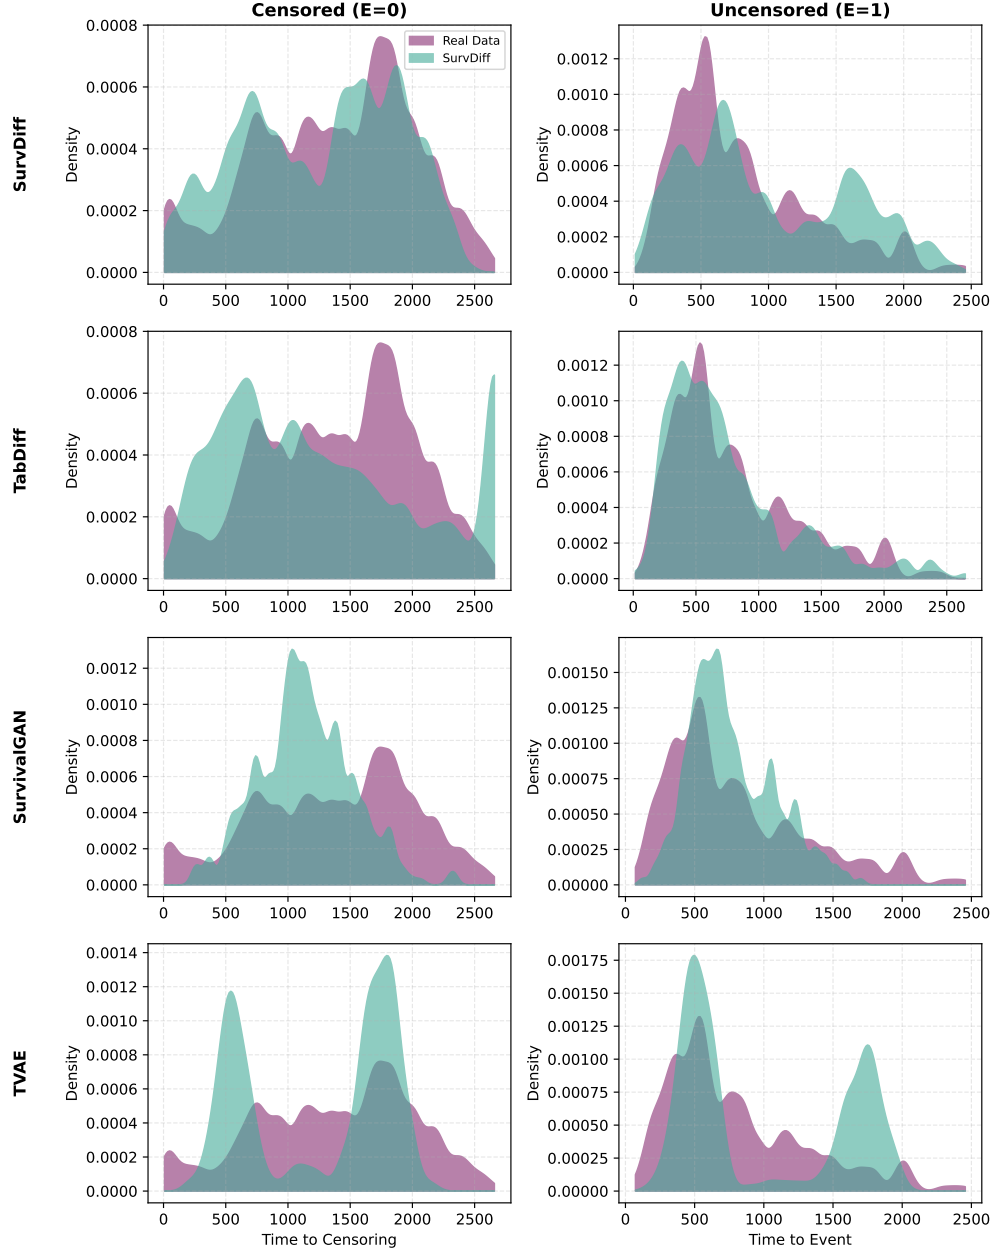 Censored (E=0)
Uncensored (E=1)
SurvDiff
Density
0.0008
0.0006
0.0004
0.0002
0.0000
0 500 1000 1500 2000 2500
Real Data
SurvDiff
Density
0.0012
0.0010
0.0008
0.0006
0.0004
0.0002
0.0000
0 500 1000 1500 2000 2500
TabDiff
Density
0.0008
0.0006
0.0004
0.0002
0.0000
0 500 1000 1500 2000 2500
Density
0.0012
0.0010
0.0008
0.0006
0.0004
0.0002
0.0000
0 500 1000 1500 2000 2500
SurvivalGAN
Density
0.0012
0.0010
0.0008
0.0006
0.0004
0.0002
0.0000
0 500 1000 1500 2000 2500
Density
0.00150
0.00125
0.00100
0.00075
0.00050
0.00025
0.00000
0 500 1000 1500 2000 2500
TVAE
Density
0.0014
0.0012
0.0010
0.0008
0.0006
0.0004
0.0002
0.0000
0 500 1000 1500 2000 2500
Time to Censoring
Density
0.00175
0.00150
0.00125
0.00100
0.00075
0.00050
0.00025
0.00000
0 500 1000 1500 2000 2500
Time to Event